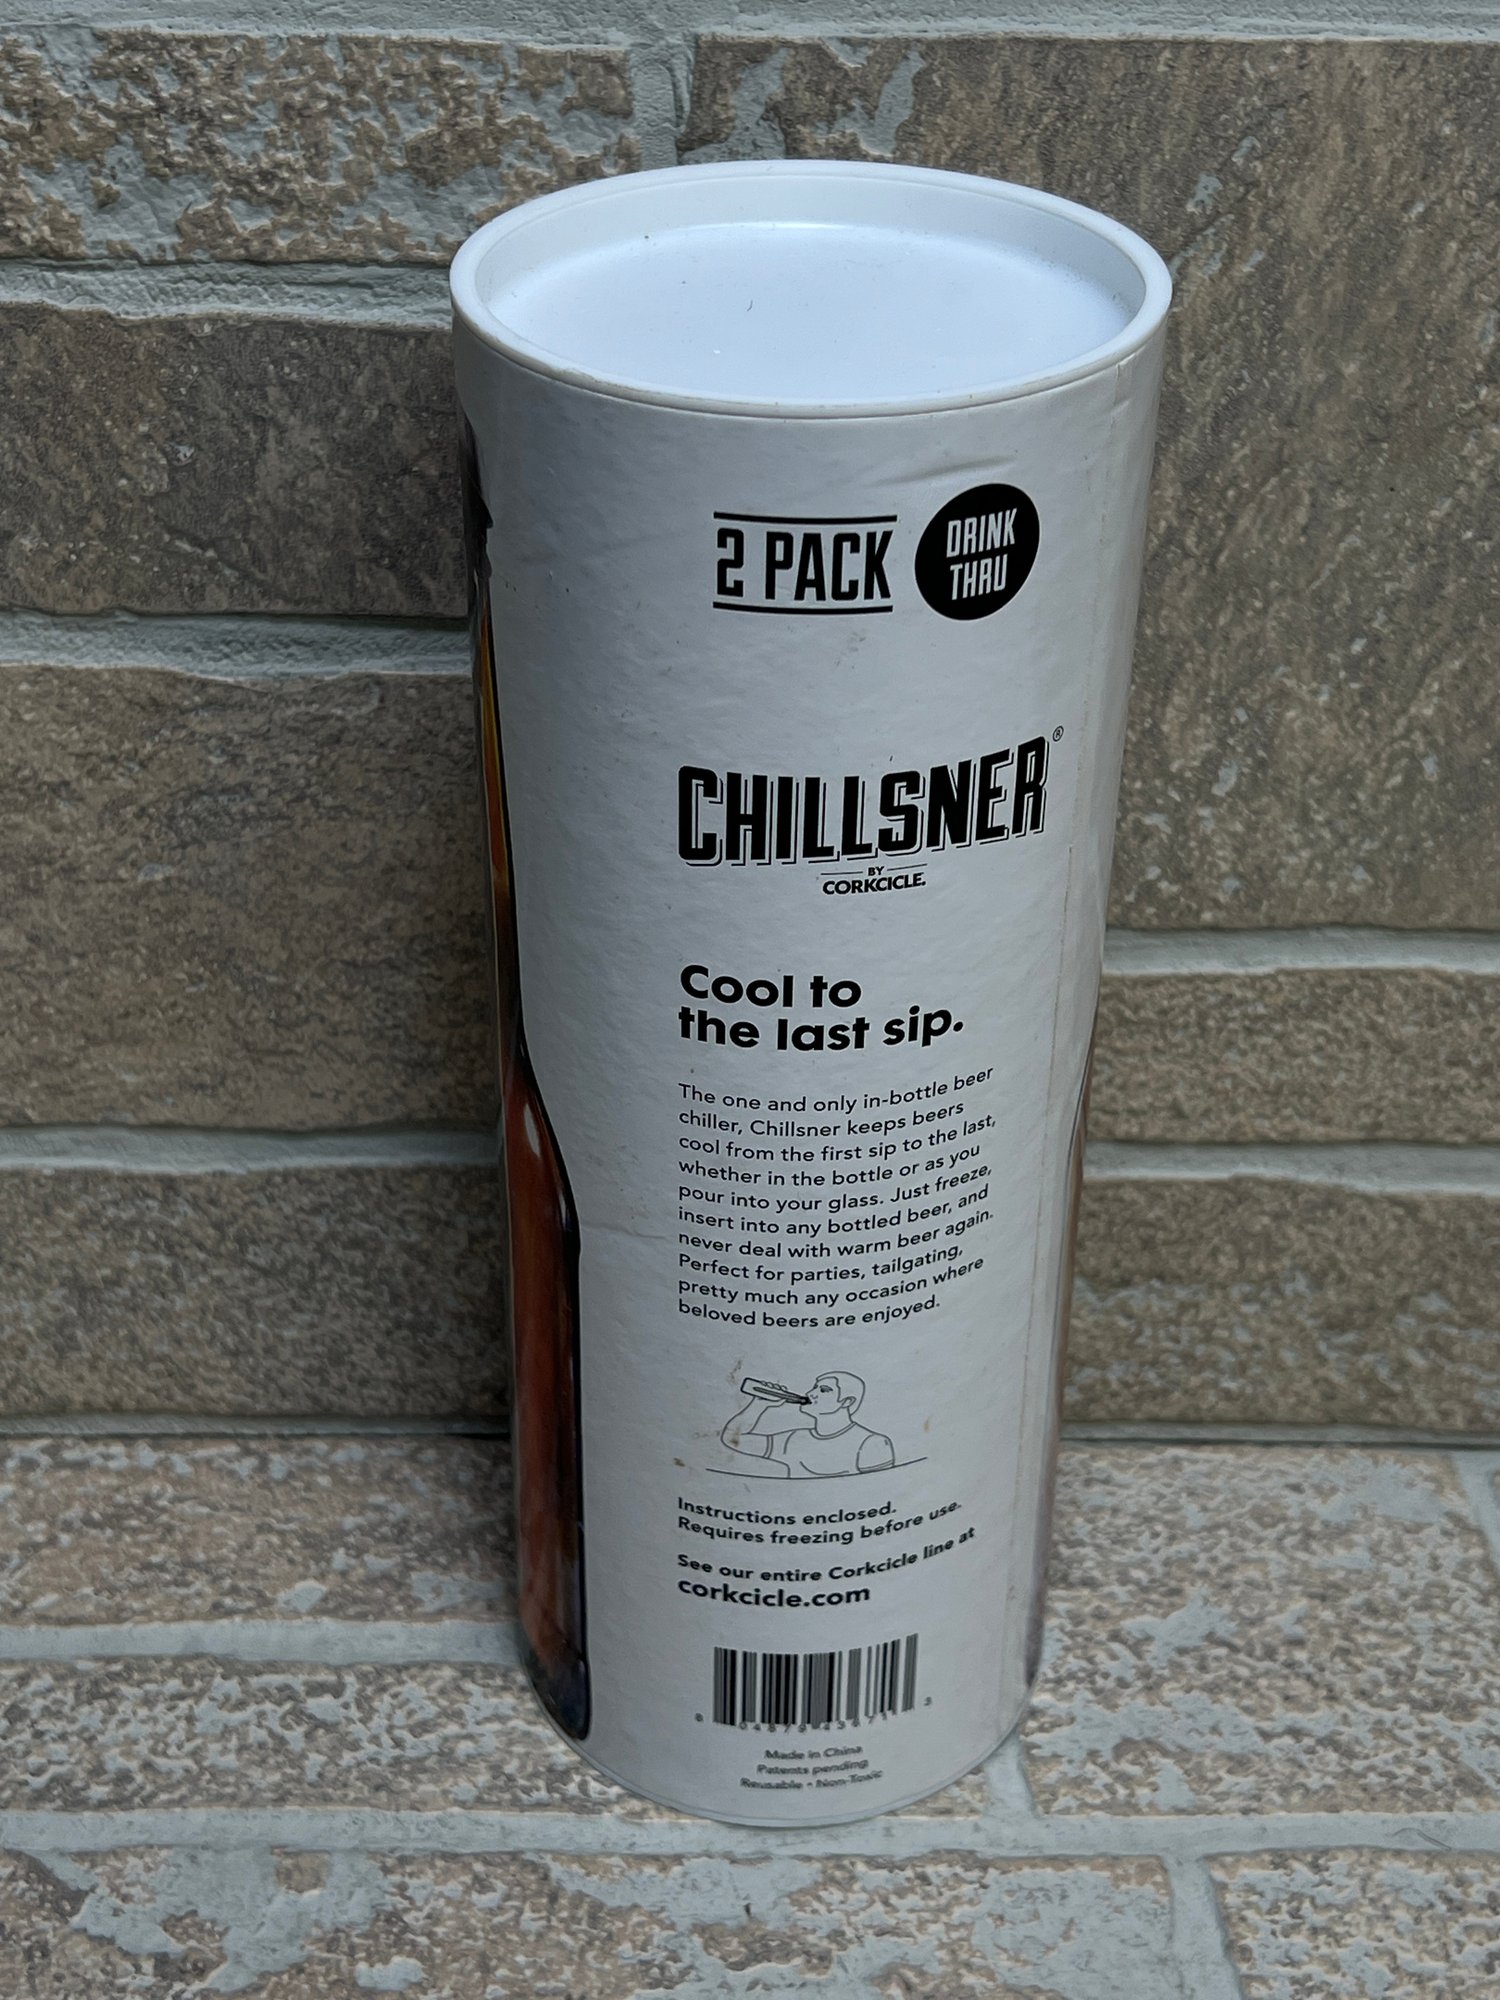 2 PACK
DRINK
THRU
CHILLSNER®
BY
CORKCICLE.
Cool to
the last sip.
The one and only in-bottle beer
chiller, Chillsner keeps beers
cool from the first sip to the last,
whether in the bottle or as you
pour into your glass. Just freeze,
insert into any bottled beer, and
never deal with warm beer again.
Perfect for parties, tailgating,
pretty much any occasion where
beloved beers are enjoyed.
Instructions enclosed.
Requires freezing before use.
See our entire Corkcicle line at
corkcicle.com
Made in China
Patents pending
Reusable • Non-Toxic